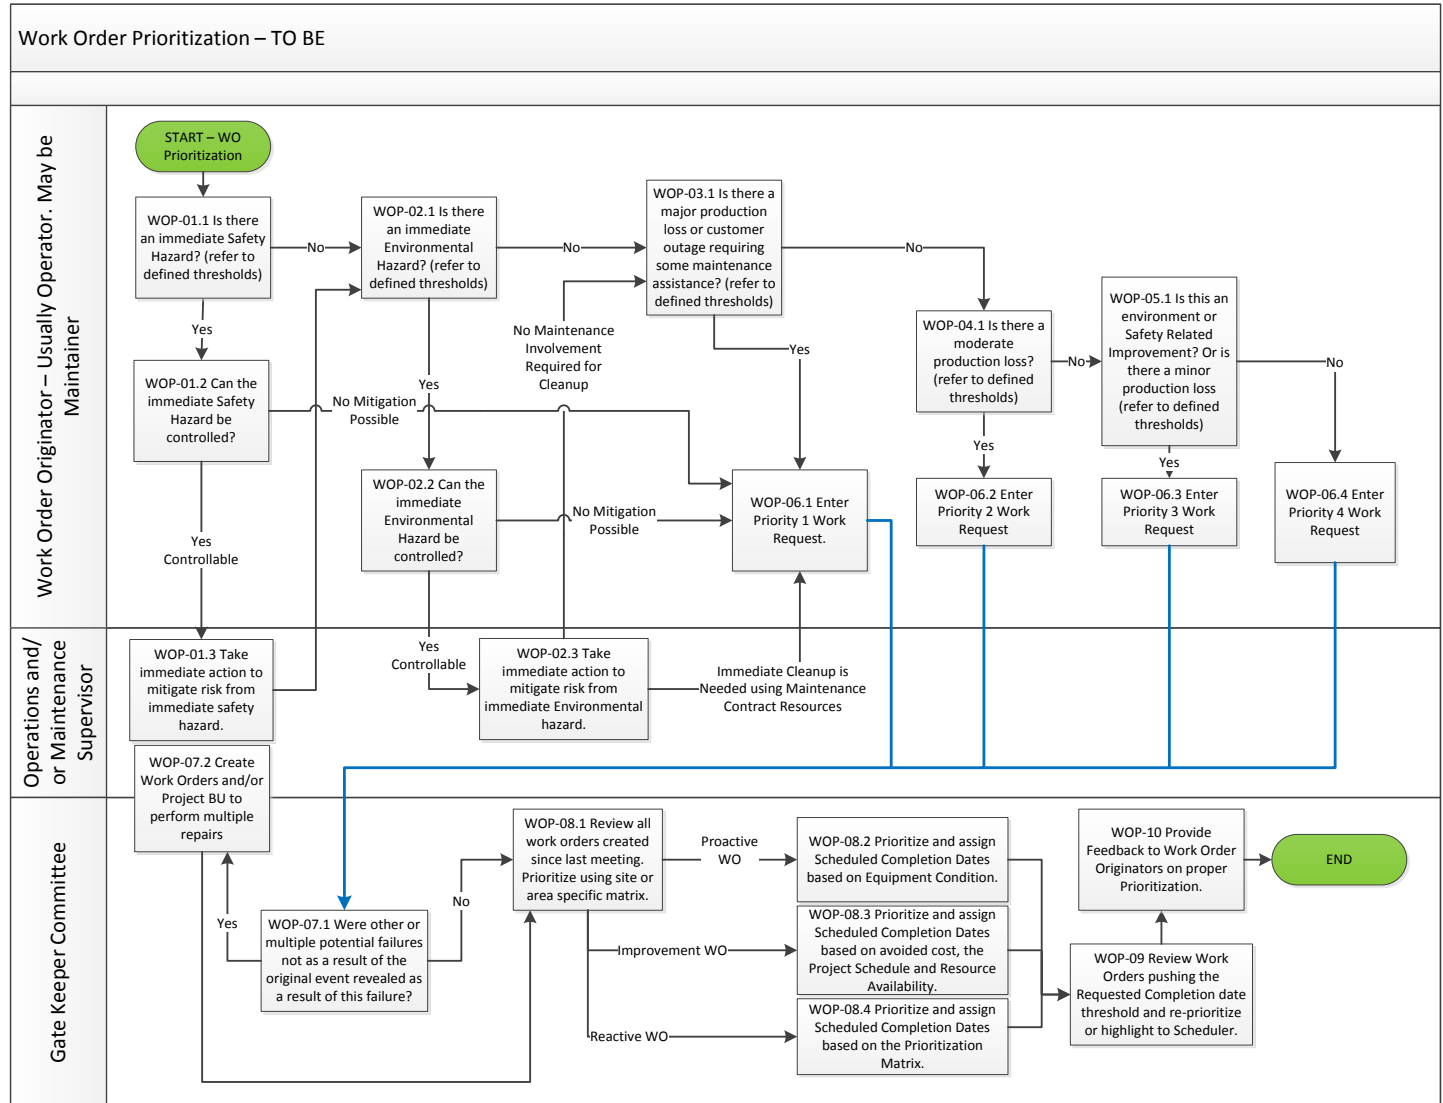 Work Order Prioritization – TO BE
Work Order Originator – Usually Operator. May be
Maintainer
START – WO
Prioritization
WOP-01.1 Is there
an immediate Safety
Hazard? (refer to
defined thresholds)
No
WOP-02.1 Is there
an immediate
Environmental
Hazard? (refer to
defined thresholds)
No
WOP-03.1 Is there a
major production
loss or customer
outage requiring
some maintenance
assistance? (refer to
defined thresholds)
No
Yes
WOP-01.2 Can the
immediate Safety
Hazard be
controlled?
No Mitigation
Possible
Yes
No Maintenance
Involvement
Required for
Cleanup
Yes
WOP-04.1 Is there a
moderate
production loss?
(refer to defined
thresholds)
No
WOP-05.1 Is this an
environment or
Safety Related
Improvement? Or is
there a minor
production loss
(refer to defined
thresholds)
No
Yes
Yes
WOP-02.2 Can the
immediate
Environmental
Hazard be
controlled?
No Mitigation
Possible
WOP-06.1 Enter
Priority 1 Work
Request.
WOP-06.2 Enter
Priority 2 Work
Request
WOP-06.3 Enter
Priority 3 Work
Request
WOP-06.4 Enter
Priority 4 Work
Request
Yes
Controllable
Operations and/
or Maintenance
Supervisor
WOP-01.3 Take
immediate action to
mitigate risk from
immediate safety
hazard.
Yes
Controllable
WOP-02.3 Take
immediate action to
mitigate risk from
immediate Environmental
hazard.
Immediate Cleanup is
Needed using Maintenance
Contract Resources
WOP-07.2 Create
Work Orders and/or
Project BU to
perform multiple
repairs
Gate Keeper Committee
Yes
WOP-07.1 Were other or
multiple potential failures
not as a result of the
original event revealed as
a result of this failure?
No
WOP-08.1 Review all
work orders created
since last meeting.
Prioritize using site or
area specific matrix.
Proactive
WO
WOP-08.2 Prioritize and assign
Scheduled Completion Dates
based on Equipment Condition.
Improvement WO
WOP-08.3 Prioritize and assign
Scheduled Completion Dates
based on avoided cost, the
Project Schedule and Resource
Availability.
Reactive WO
WOP-08.4 Prioritize and assign
Scheduled Completion Dates
based on the Prioritization
Matrix.
WOP-09 Review Work
Orders pushing the
Requested Completion date
threshold and re-prioritize
or highlight to Scheduler.
WOP-10 Provide
Feedback to Work Order
Originators on proper
Prioritization.
END